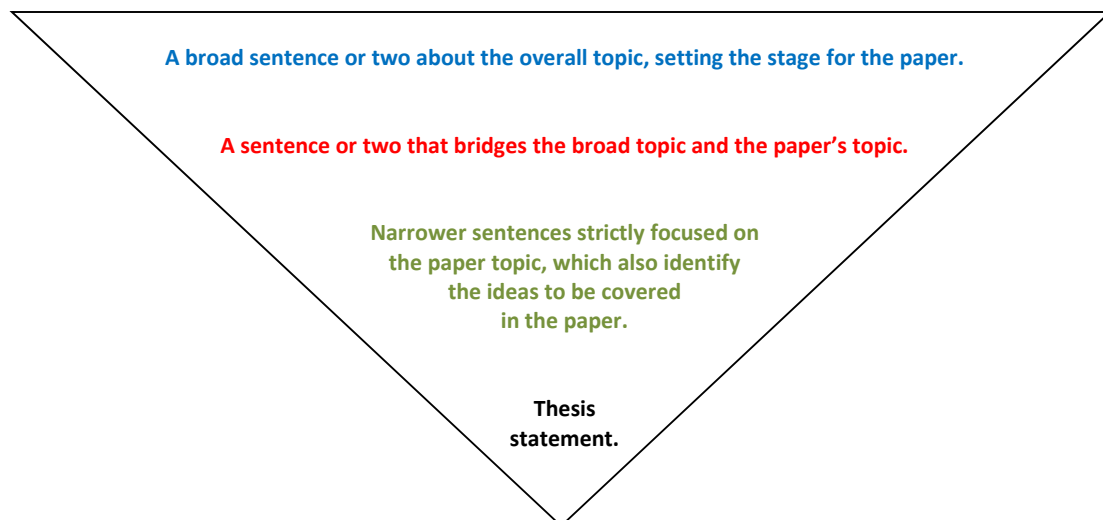 A broad sentence or two about the overall topic, setting the stage for the paper.
A sentence or two that bridges the broad topic and the paper’s topic.
Narrower sentences strictly focused on
the paper topic, which also identify
the ideas to be covered
in the paper.
Thesis
statement.